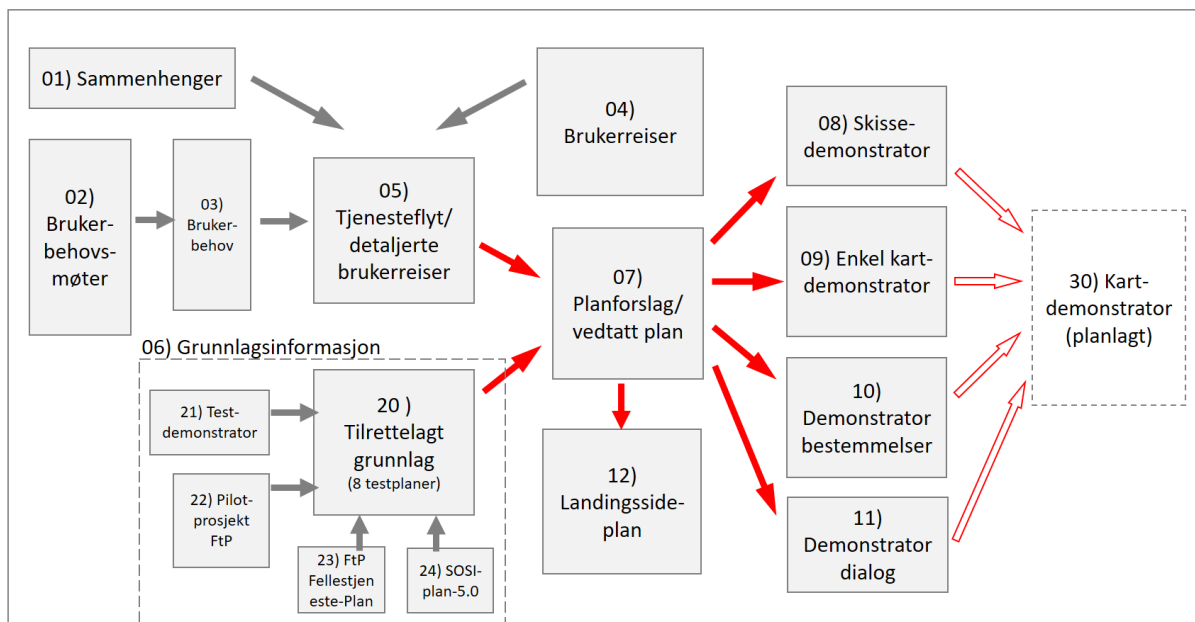 01) Sammenhenger
02)
Bruker-
behovs-
møter
03)
Bruker-
behov
04)
Brukerreiser
05)
Tjenesteflyt/
detaljerte
brukerreiser
06) Grunnlagsinformasjon
21) Test-
demonstrator
22) Pilot-
prosjekt
FtP
20 )
Tilrettelagt
grunnlag
(8 testplaner)
23) FtP
Fellestjen
este-Plan
24) SOSI-
plan-5.0
07)
Planforslag/
vedtatt plan
12)
Landingsside-
plan
08) Skisse-
demonstrator
09) Enkel kart-
demonstrator
10)
Demonstrator
bestemmelser
11)
Demonstrator
dialog
30) Kart-
demonstrator
(planlagt)